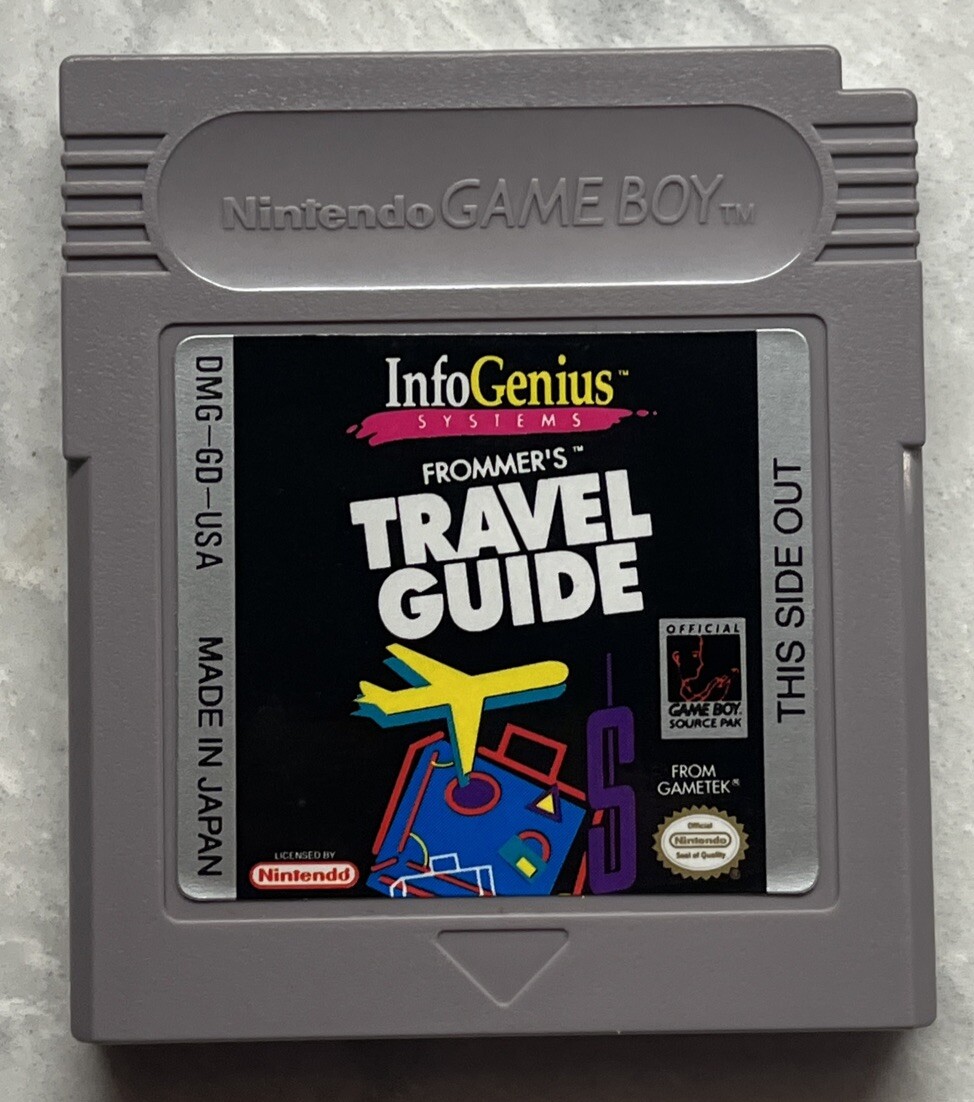 Nintendo GAME BOY TM
DMG-GD-USA MADE IN JAPAN
InfoGenius™
SYSTEMS
FROMMER'S™
TRAVEL
GUIDE
OFFICIAL
GAME BOY
SOURCE PAK
FROM
GAMETEK®
LICENSED BY
Nintendo
Official
Nintendo
Seal of Quality
®
THIS SIDE OUT